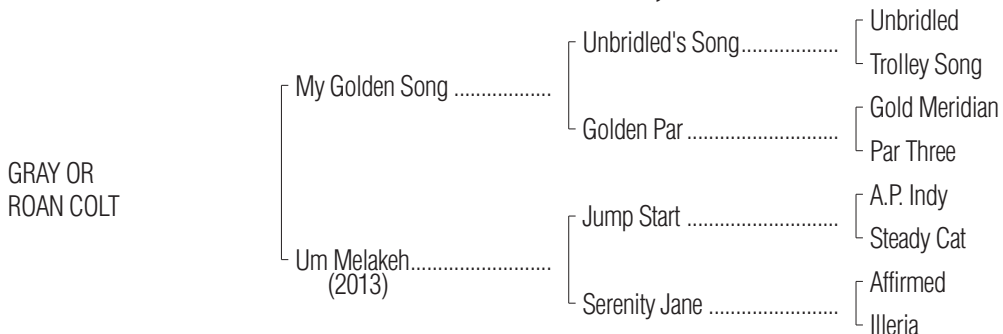 Unbridled
Unbridled's Song..................
Trolley Song
My Golden Song ..................
Gold Meridian
Golden Par ............................
Par Three
GRAY OR
ROAN COLT
A.P. Indy
Jump Start ............................
Steady Cat
Um Melakeh..........................
(2013)
Affirmed
Serenity Jane ........................
Illeria